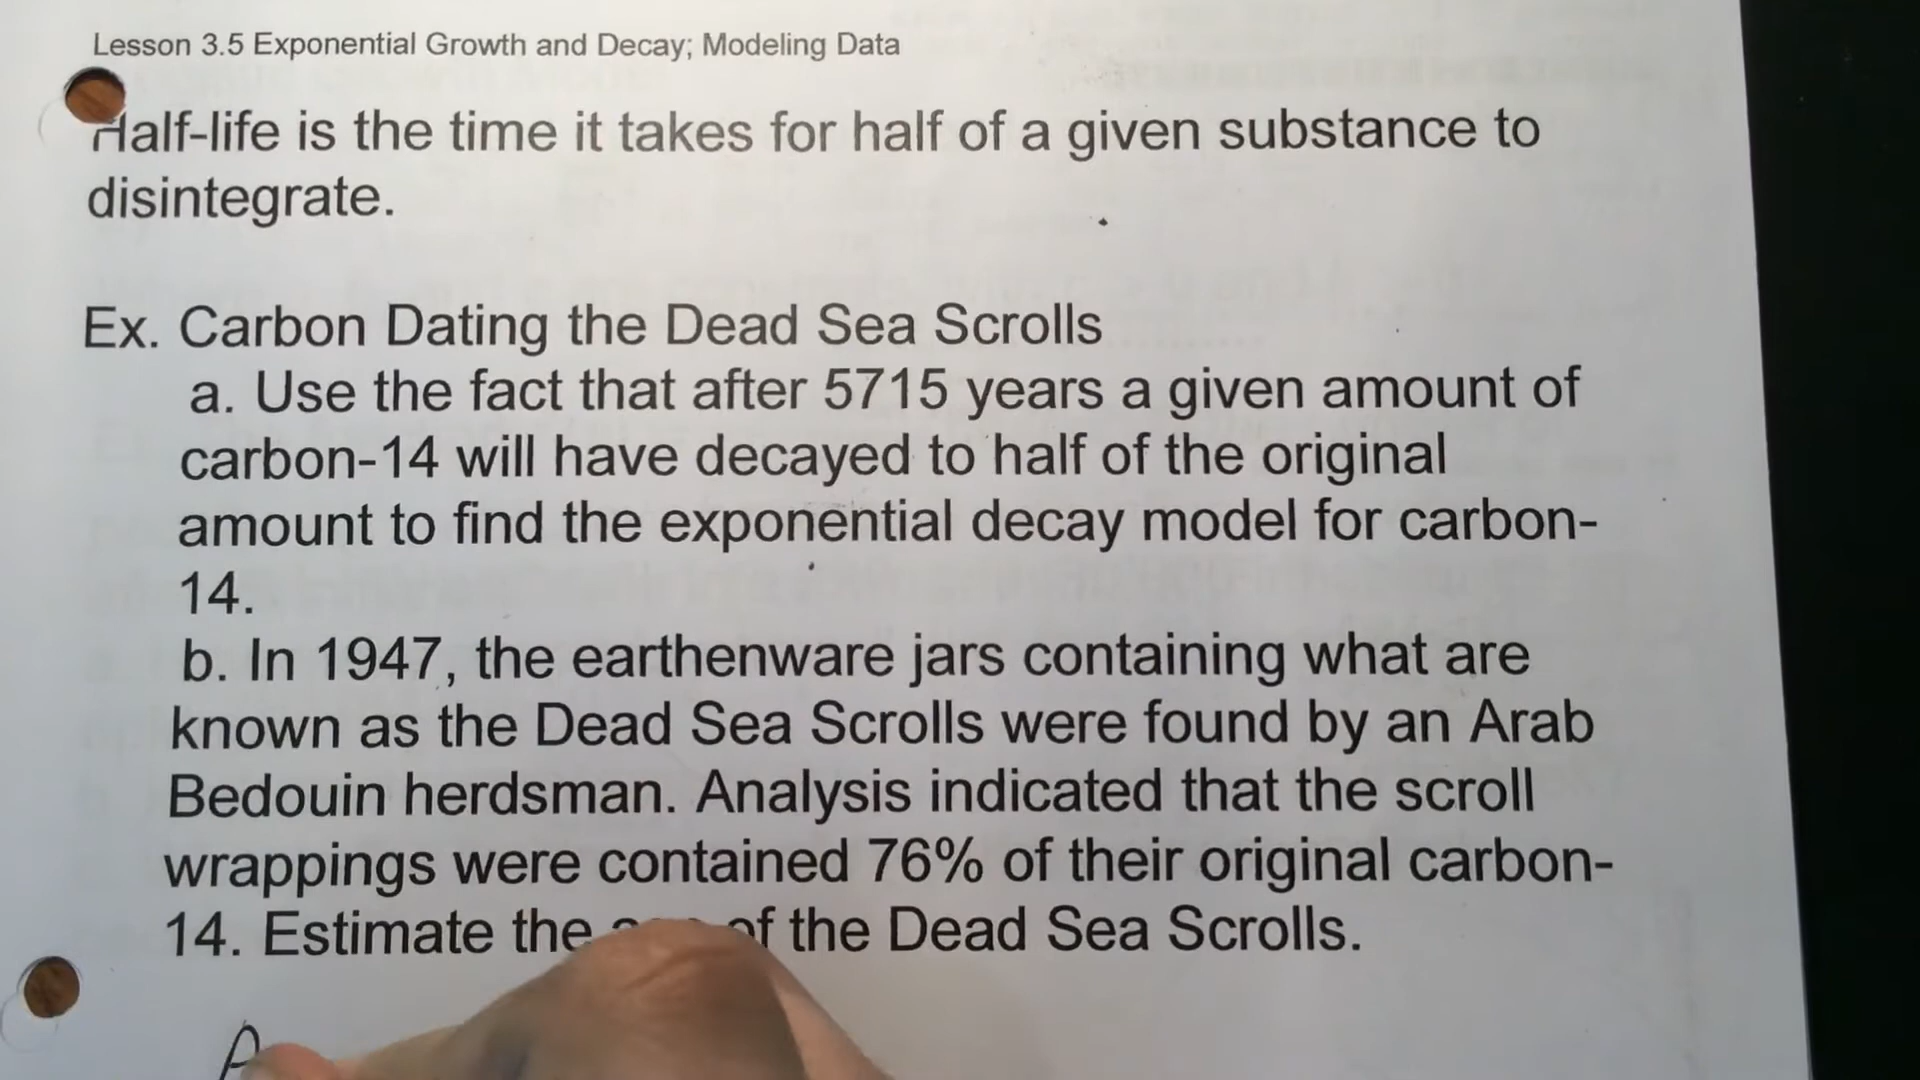 Lesson 3.5 Exponential Growth and Decay; Modeling Data
Half-life is the time it takes for half of a given substance to
disintegrate.
Ex. Carbon Dating the Dead Sea Scrolls
a. Use the fact that after 5715 years a given amount of
carbon-14 will have decayed to half of the original
amount to find the exponential decay model for carbon-
14.
b. In 1947, the earthenware jars containing what are
known as the Dead Sea Scrolls were found by an Arab
Bedouin herdsman. Analysis indicated that the scroll
wrappings were contained 76% of their original carbon-
14. Estimate the of the Dead Sea Scrolls.
A